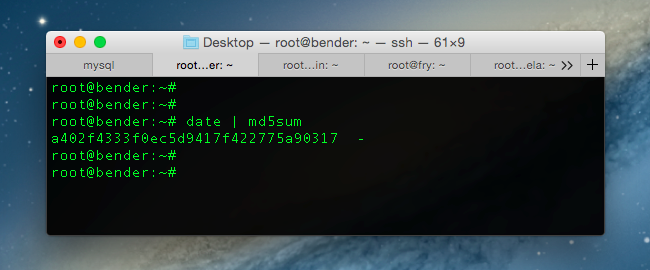 Desktop — root@bender: ~ — ssh — 61×9
mysql
root...er: ~
root...in: ~
root@fry: ~
root...ela: ~ >> +
root@bender:~#
root@bender:~#
root@bender:~# date | md5sum
a402f4333f0ec5d9417f422775a90317  -
root@bender:~#
root@bender:~#